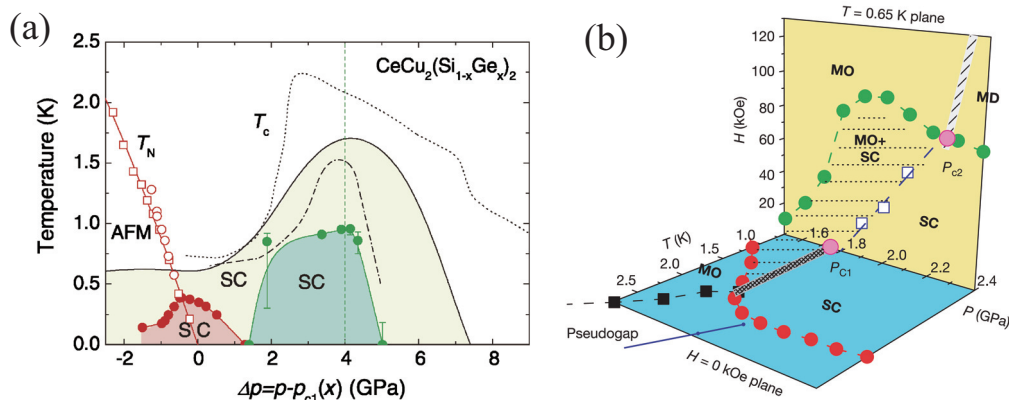 (a)
2.5
2.0
1.5
1.0
0.5
0.0
Temperature (K)
CeCu2(Si1-xGex)2
TN
Tc
AFM
SC
SC
SC
-2 0 2 4 6 8
Δp=p-pc1(x) (GPa)
(b)
T = 0.65 K plane
120
100
80
60
40
20
H (kOe)
MO
MD
MO+
SC
Pc2
SC
T (K)
1.0
1.5
2.0
2.5
1.6
1.8
2.0
2.2
2.4
P (GPa)
MO
PC1
SC
Pseudogap
H = 0 kOe plane